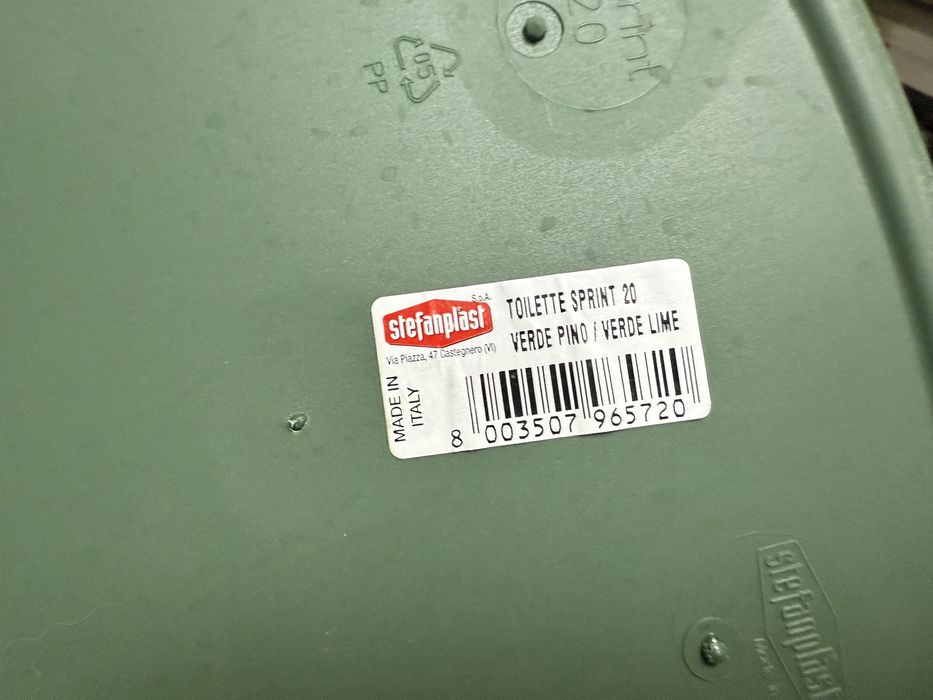 Sprint
20
05
PP
stefanplast S.p.A.
Via Piazza, 47 Castegnero (VI)
MADE IN
ITALY
TOILETTE SPRINT 20
VERDE PINO / VERDE LIME
8 003507 965720
stefanplast